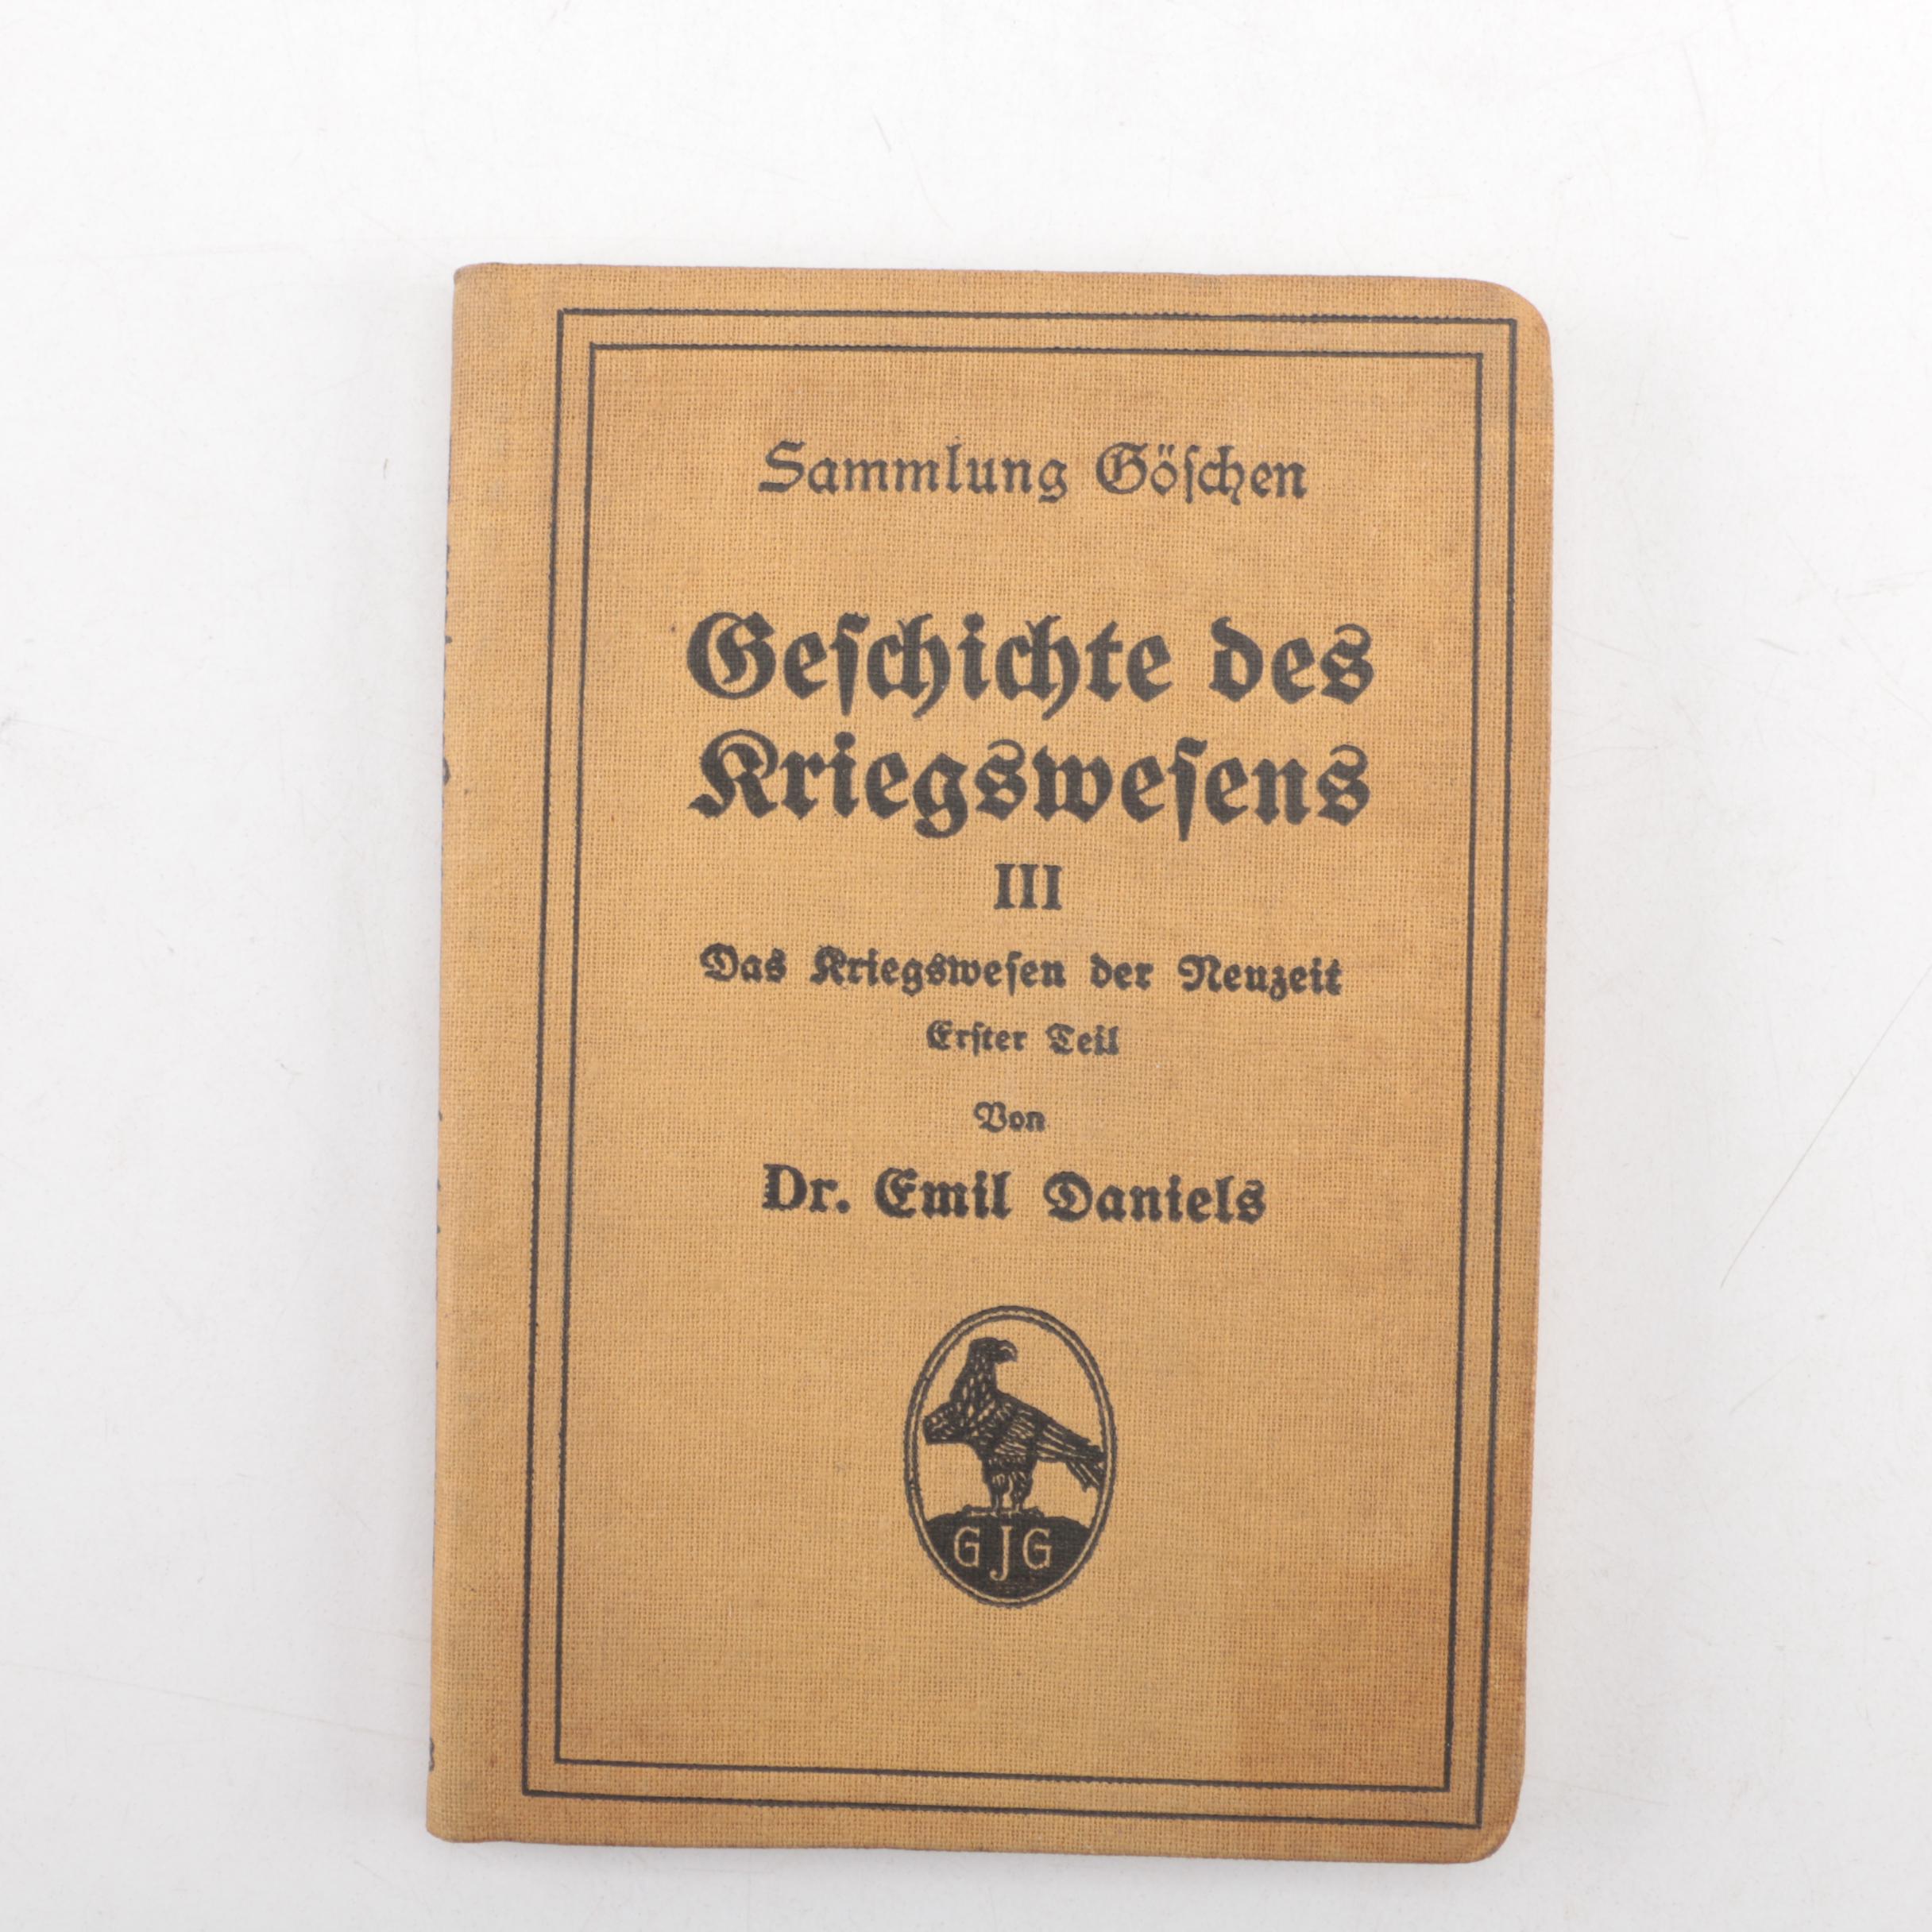 Sammlung Göſchen
Geſchichte des
Kriegsweſens
III
Das Kriegsweſen der Neuzeit
Erſter Teil
Von
Dr. Emil Daniels
GJG